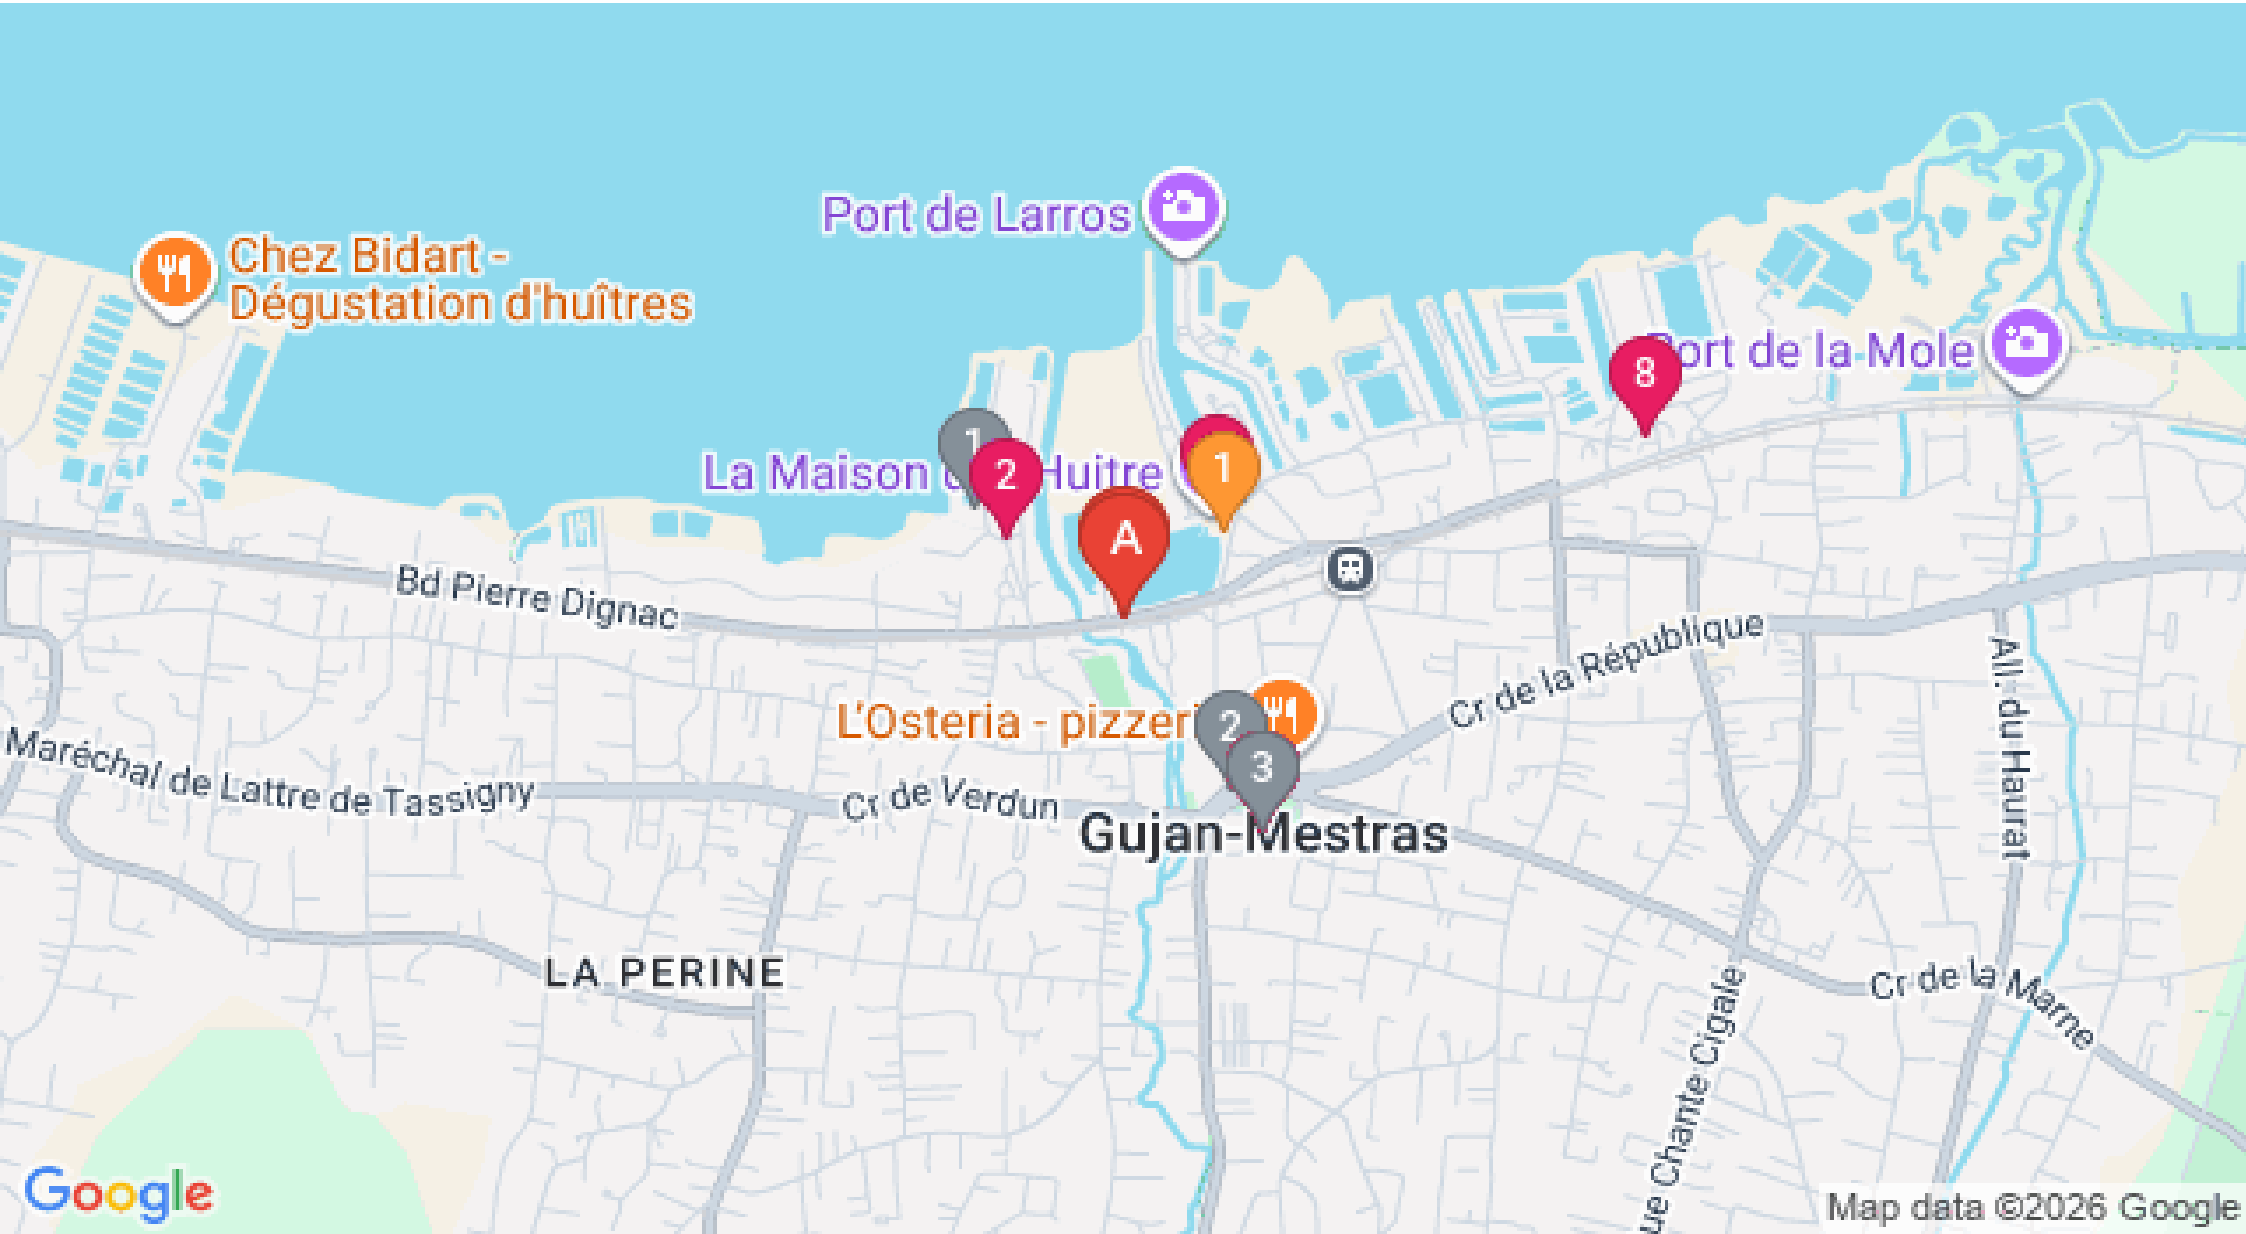 Port de Larros
Chez Bidart -
Dégustation d'huîtres
Port de la Mole
8
1
2
La Maison d Huitre
1
A
Bd Pierre Dignac
Cr de la République
All. du Haurat
L'Osteria - pizzeri
2
3
Maréchal de Lattre de Tassigny
Cr de Verdun
Gujan-Mestras
LA PERINE
Cr de la Marne
ue Chante Cigale
Google
Map data ©2026 Google